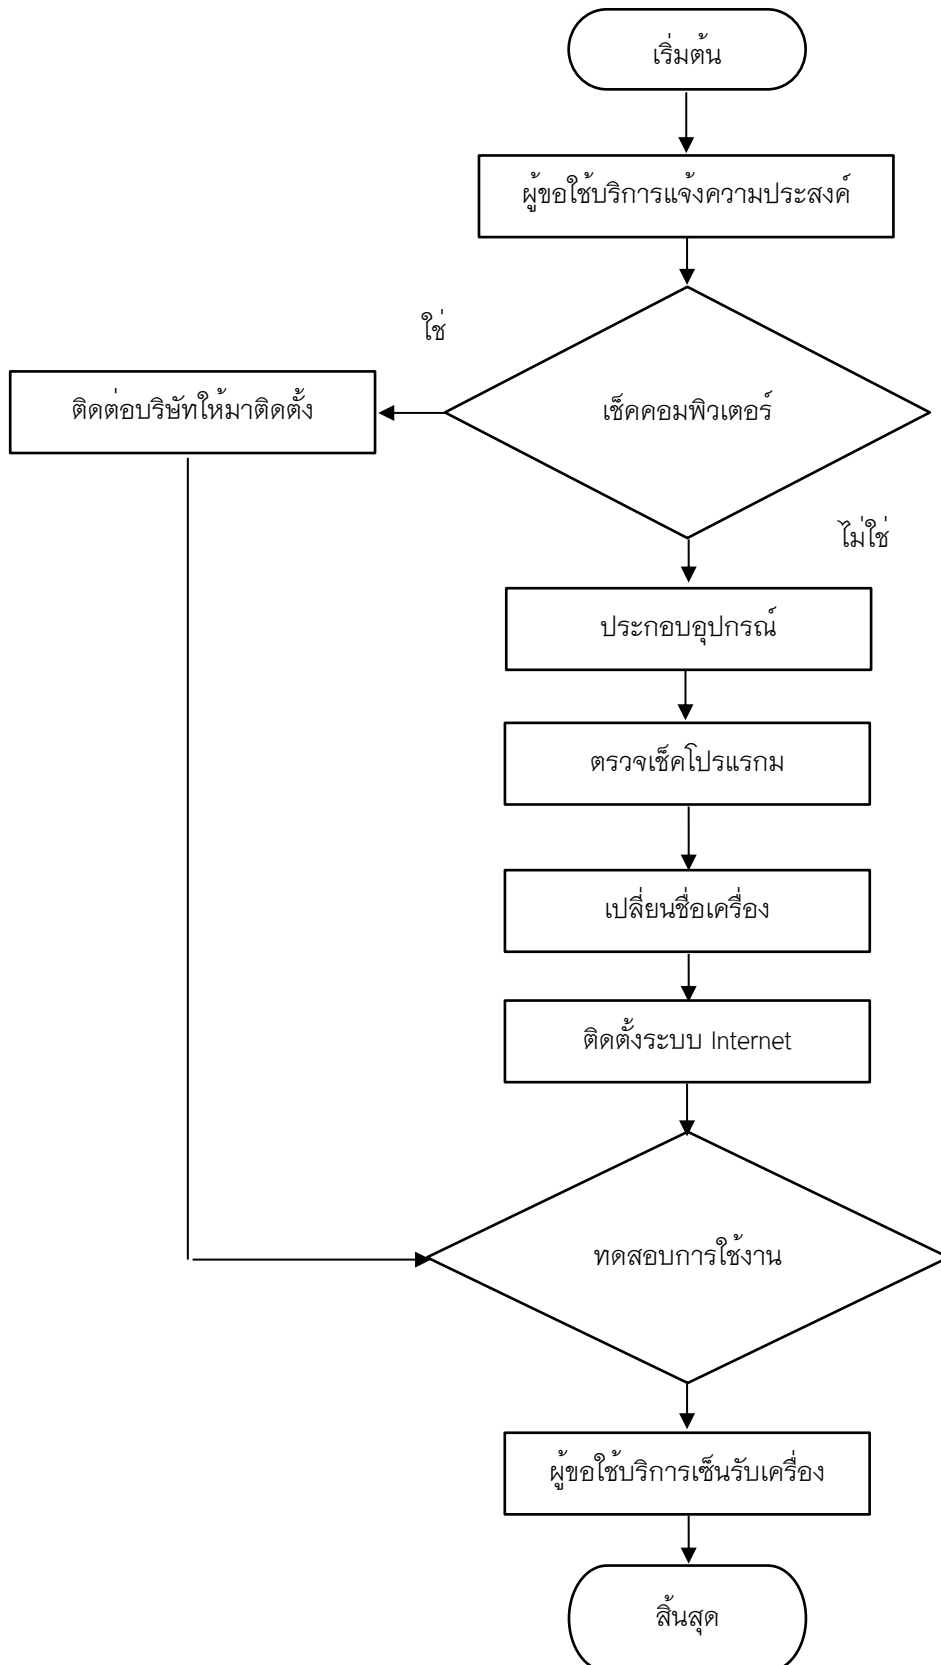 เริ่มต้น
ผู้ขอใช้บริการแจ้งความประสงค์
ใช่
ติดต่อบริษัทให้มาติดตั้ง
เช็คคอมพิวเตอร์
ไม่ใช่
ประกอบอุปกรณ์
ตรวจเช็คโปรแกรม
เปลี่ยนชื่อเครื่อง
ติดตั้งระบบ Internet
ทดสอบการใช้งาน
ผู้ขอใช้บริการเซ็นรับเครื่อง
สิ้นสุด